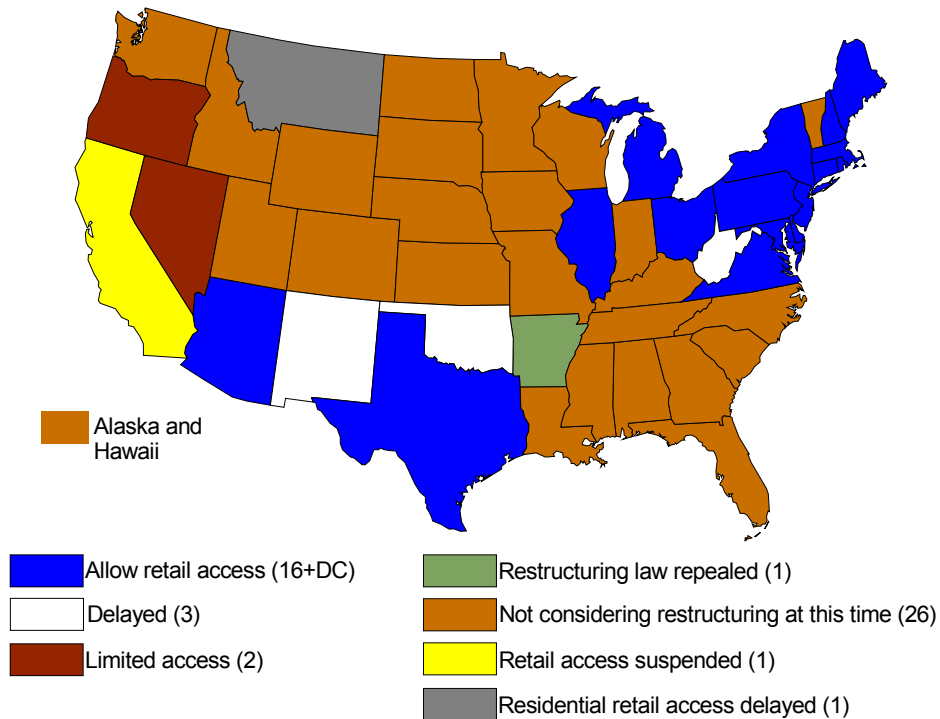 Alaska and
Hawaii
Allow retail access (16+DC)
Delayed (3)
Limited access (2)
Restructuring law repealed (1)
Not considering restructuring at this time (26)
Retail access suspended (1)
Residential retail access delayed (1)